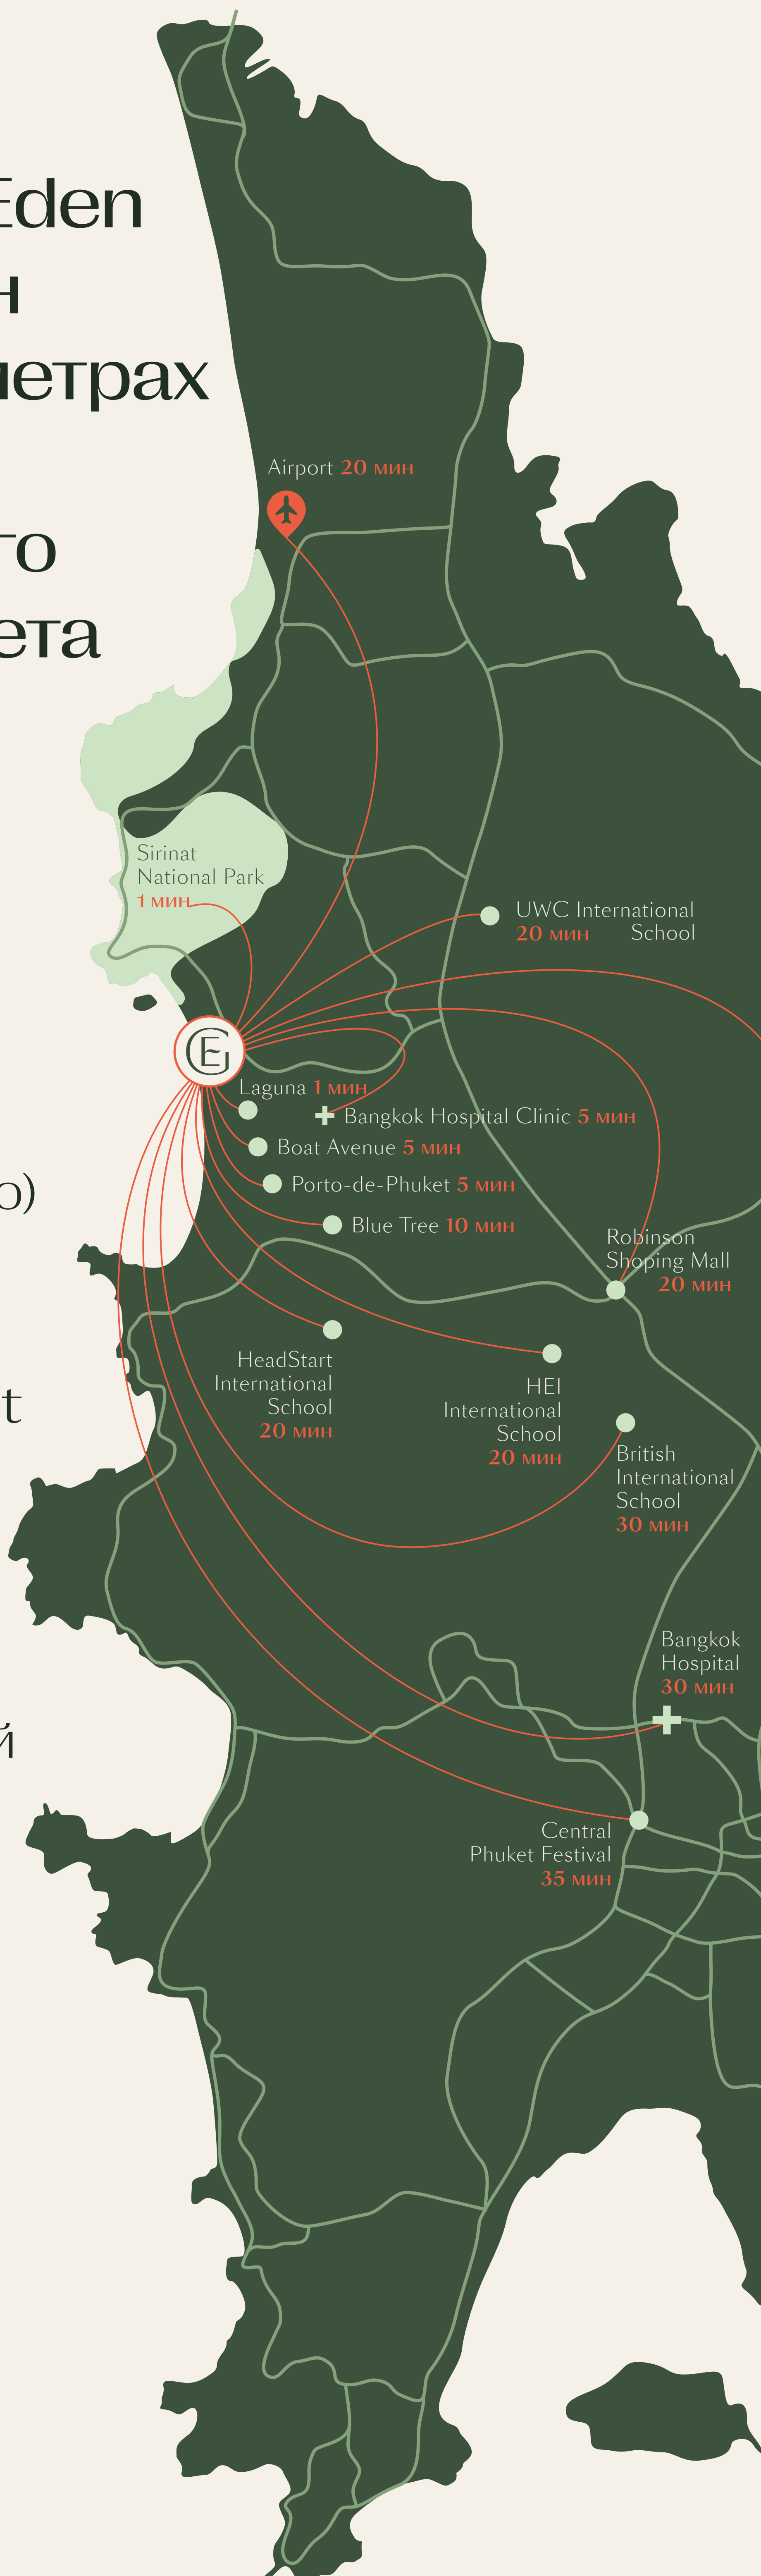 Eden
н
метрах
го
ета
Airport 20 мин
Sirinat
National Park
1 мин
UWC International
20 мин School
GE
Laguna 1 мин
Bangkok Hospital Clinic 5 мин
Boat Avenue 5 мин
Porto-de-Phuket 5 мин
о)
Blue Tree 10 мин
Robinson
Shoping Mall
20 мин
HeadStart
International
School
20 мин
HEI
International
School
20 мин
t
British
International
School
30 мин
Bangkok
Hospital
30 мин
й
Central
Phuket Festival
35 мин